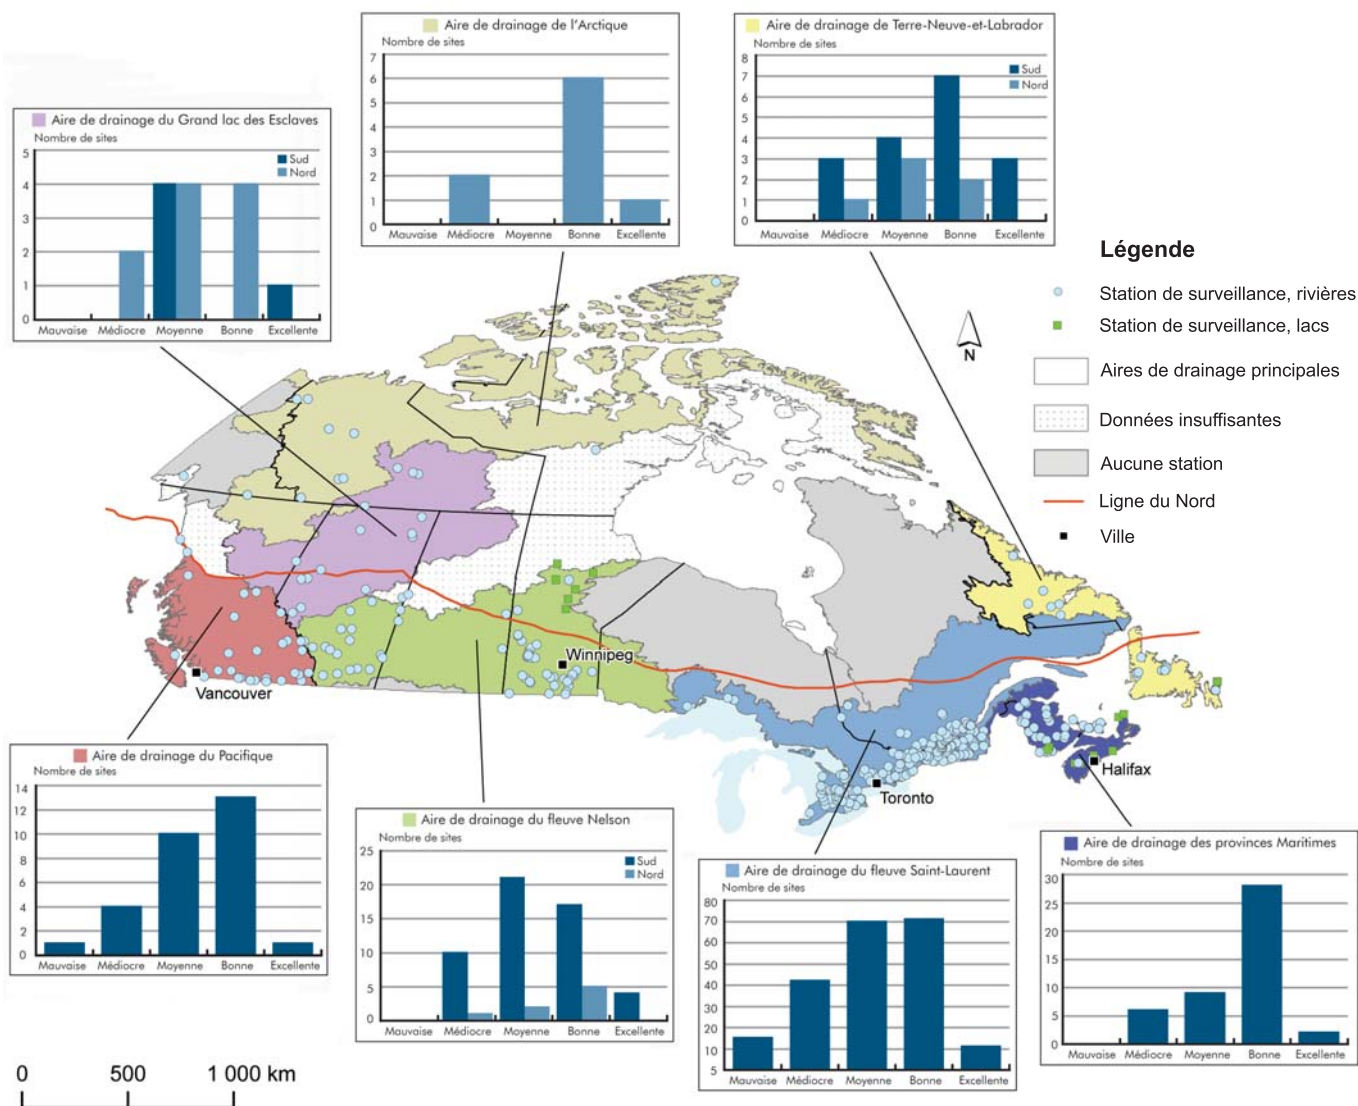 Aire de drainage de l'Arctique
Nombre de sites
7
6
5
4
3
2
1
0
Mauvaise Médiocre Moyenne Bonne Excellente
Aire de drainage de Terre-Neuve-et-Labrador
Nombre de sites
8
7
6
5
4
3
2
1
0
Sud
Nord
Mauvaise Médiocre Moyenne Bonne Excellente
Aire de drainage du Grand lac des Esclaves
Nombre de sites
5
4
3
2
1
0
Sud
Nord
Mauvaise Médiocre Moyenne Bonne Excellente
Légende
Station de surveillance, rivières
Station de surveillance, lacs
Aires de drainage principales
Données insuffisantes
Aucune station
Ligne du Nord
Ville
N
Winnipeg
Vancouver
Toronto
Halifax
Aire de drainage du Pacifique
Nombre de sites
14
12
10
8
6
4
2
0
Mauvaise Médiocre Moyenne Bonne Excellente
Aire de drainage du fleuve Nelson
Nombre de sites
25
20
15
10
5
0
Sud
Nord
Mauvaise Médiocre Moyenne Bonne Excellente
Aire de drainage du fleuve Saint-Laurent
Nombre de sites
80
70
60
50
40
30
20
10
5
Mauvaise Médiocre Moyenne Bonne Excellente
Aire de drainage des provinces Maritimes
Nombre de sites
30
25
20
15
10
5
0
Mauvaise Médiocre Moyenne Bonne Excellente
0 500 1 000 km